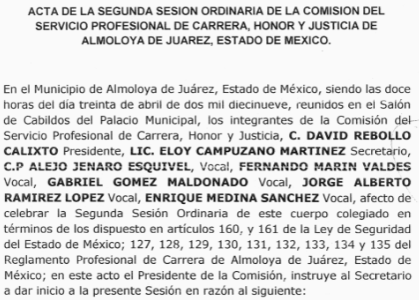 ACTA DE LA SEGUNDA SESION ORDINARIA DE LA COMISION DEL
SERVICIO PROFESIONAL DE CARRERA, HONOR Y JUSTICIA DE
ALMOLOYA DE JUAREZ, ESTADO DE MEXICO.
En el Municipio de Almoloya de Juárez, Estado de México, siendo las doce
horas del día treinta de abril de dos mil diecinueve, reunidos en el Salón
de Cabildos del Palacio Municipal, los integrantes de la Comisión del
Servicio Profesional de Carrera, Honor y Justicia, C. DAVID REBOLLO
CALIXTO Presidente, LIC. ELOY CAMPUZANO MARTINEZ Secretario,
C.P ALEJO JENARO ESQUIVEL, Vocal, FERNANDO MARIN VALDES
Vocal, GABRIEL GOMEZ MALDONADO Vocal, JORGE ALBERTO
RAMIREZ LOPEZ Vocal, ENRIQUE MEDINA SANCHEZ Vocal, afecto de
celebrar la Segunda Sesión Ordinaria de este cuerpo colegiado en
términos de los dispuesto en artículos 160, y 161 de la Ley de Seguridad
del Estado de México; 127, 128, 129, 130, 131, 132, 133, 134 y 135 del
Reglamento Profesional de Carrera de Almoloya de Juárez, Estado de
México; en este acto el Presidente de la Comisión, instruye al Secretario
a dar inicio a la presente Sesión en razón al siguiente: